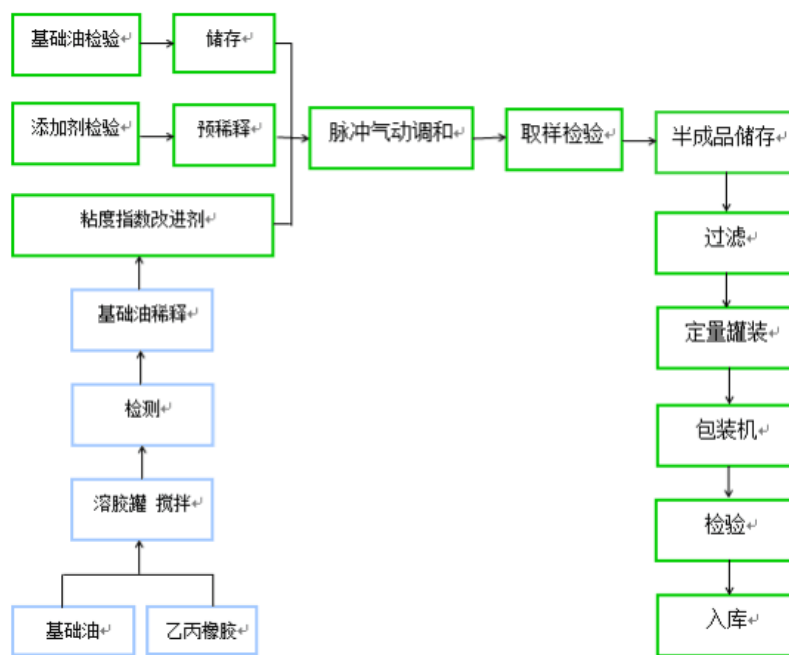 基础油检验
储存
添加剂检验
预稀释
脉冲气动调和
取样检验
半成品储存
粘度指数改进剂
过滤
基础油稀释
定量罐装
检测
包装机
溶胶罐 搅拌
检验
基础油
乙丙橡胶
入库